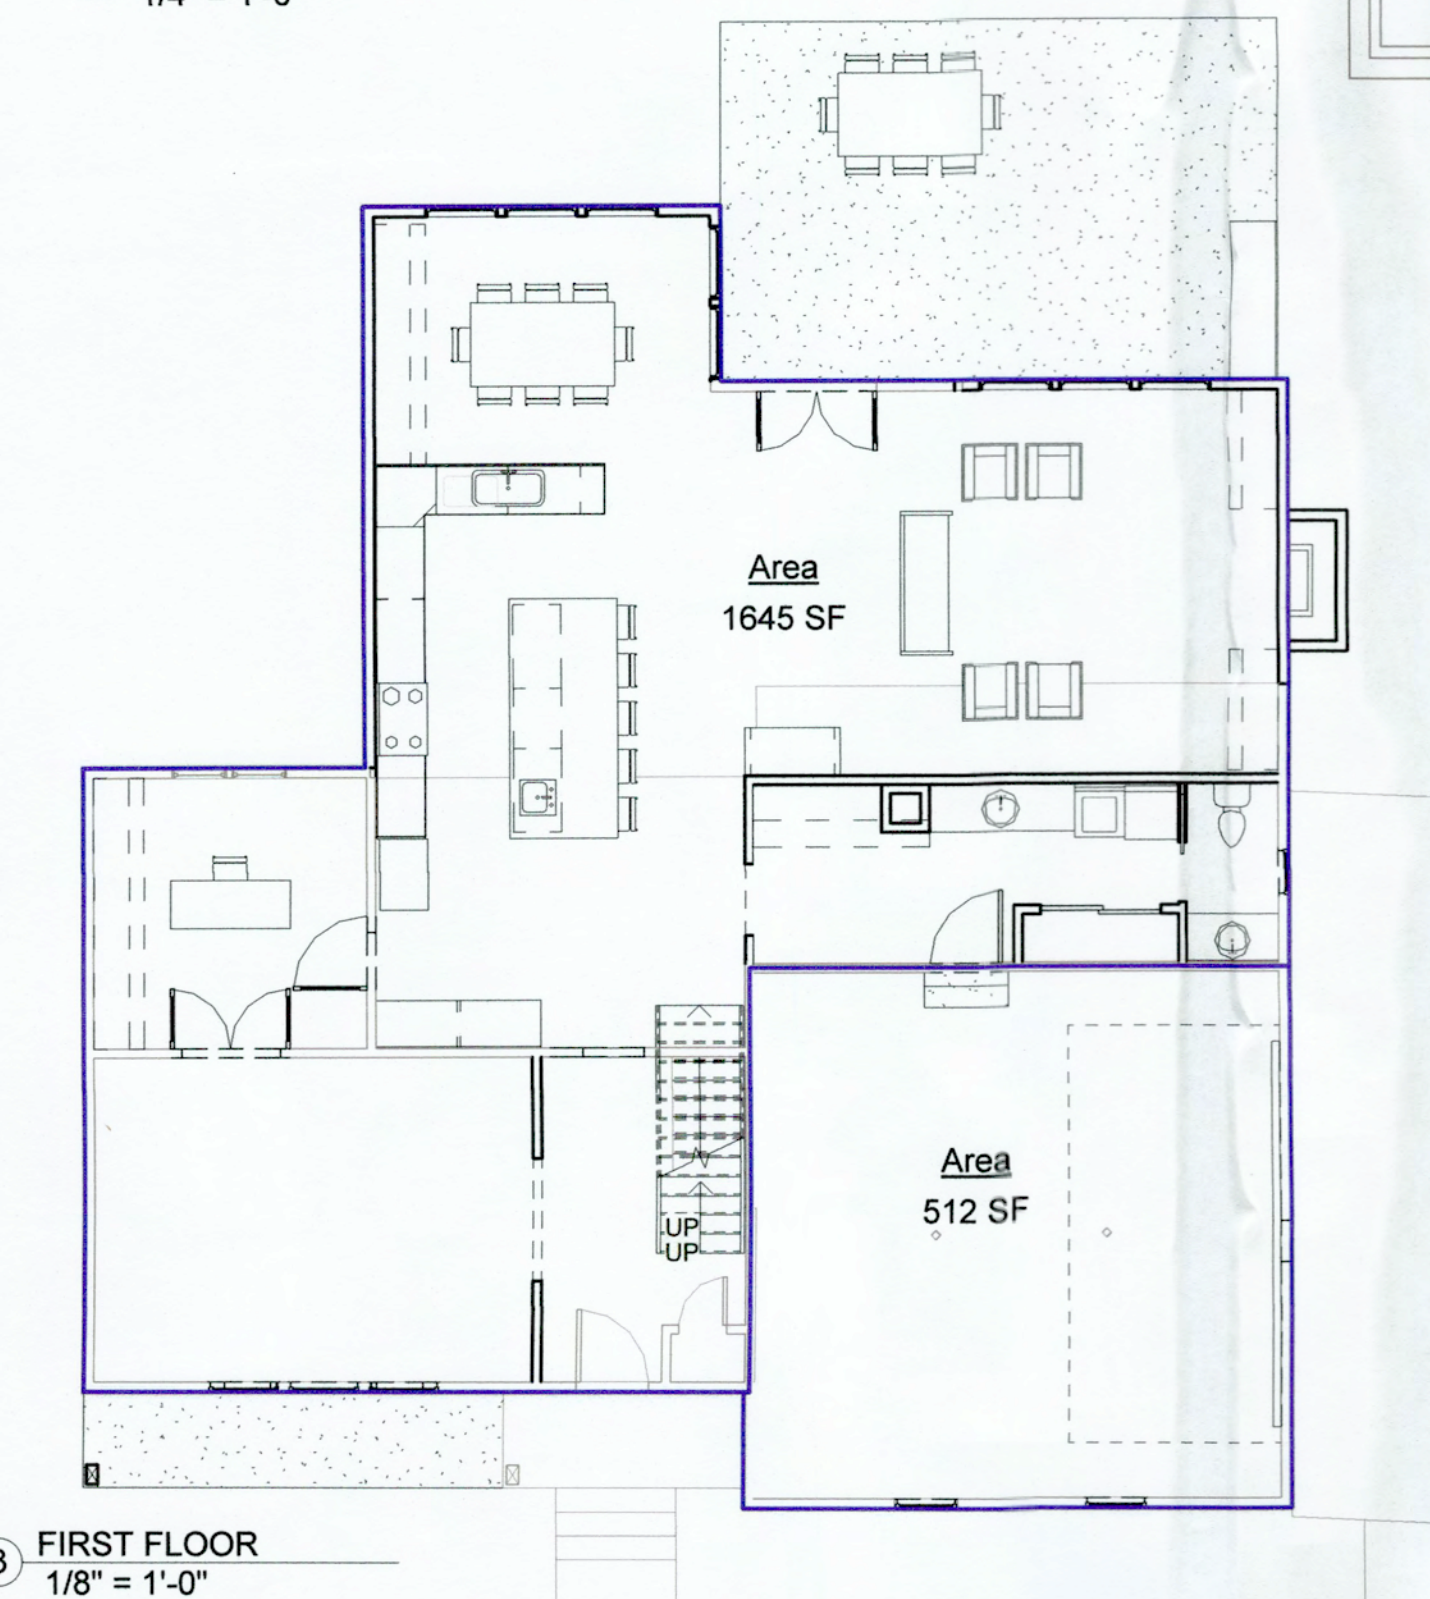 Area
1645 SF
Area
512 SF
UP
UP
FIRST FLOOR
1/8" = 1'-0"